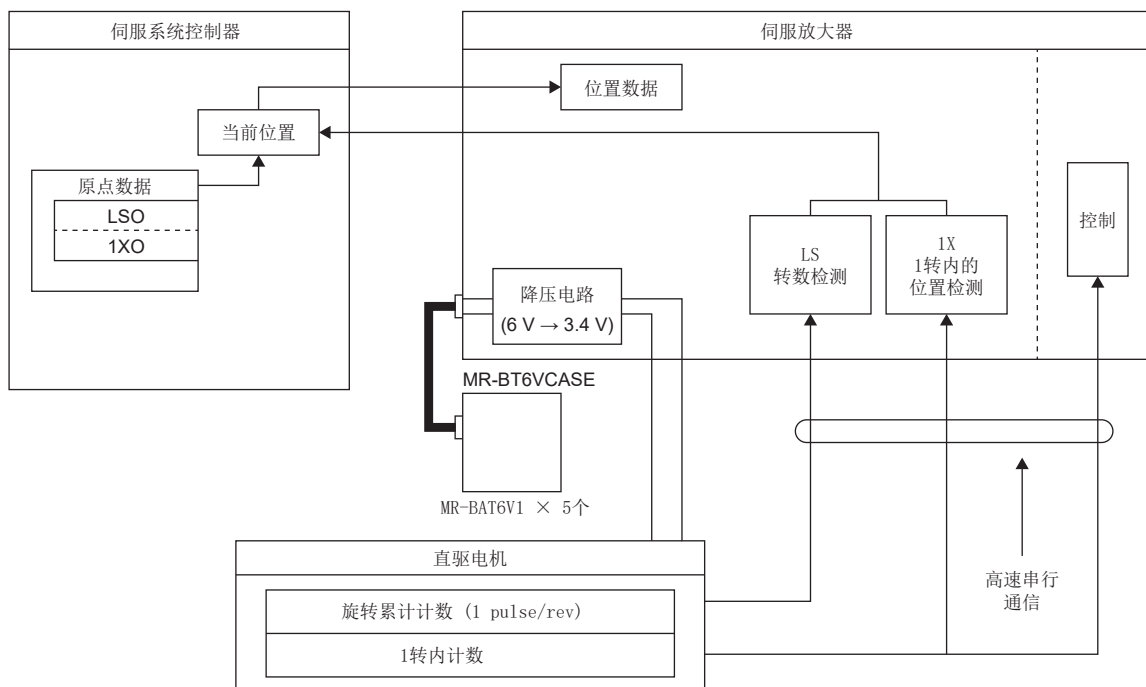 伺服系统控制器
伺服放大器
位置数据
当前位置
原点数据
LSO
1XO
控制
LS
转数检测
1X
1转内的
位置检测
降压电路
(6 V → 3.4 V)
MR-BT6VCASE
MR-BAT6V1 × 5个
直驱电机
高速串行
通信
旋转累计计数 (1 pulse/rev)
1转内计数